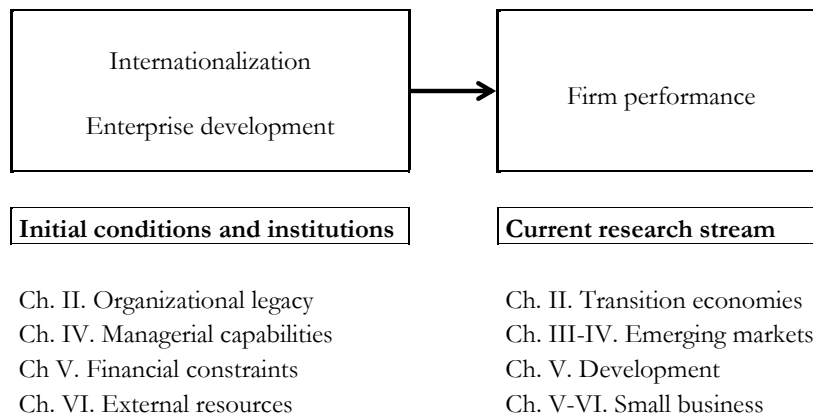 Internationalization
Enterprise development
Firm performance
Initial conditions and institutions
Current research stream
Ch. II. Organizational legacy
Ch. IV. Managerial capabilities
Ch V. Financial constraints
Ch. VI. External resources
Ch. II. Transition economies
Ch. III-IV. Emerging markets
Ch. V. Development
Ch. V-VI. Small business